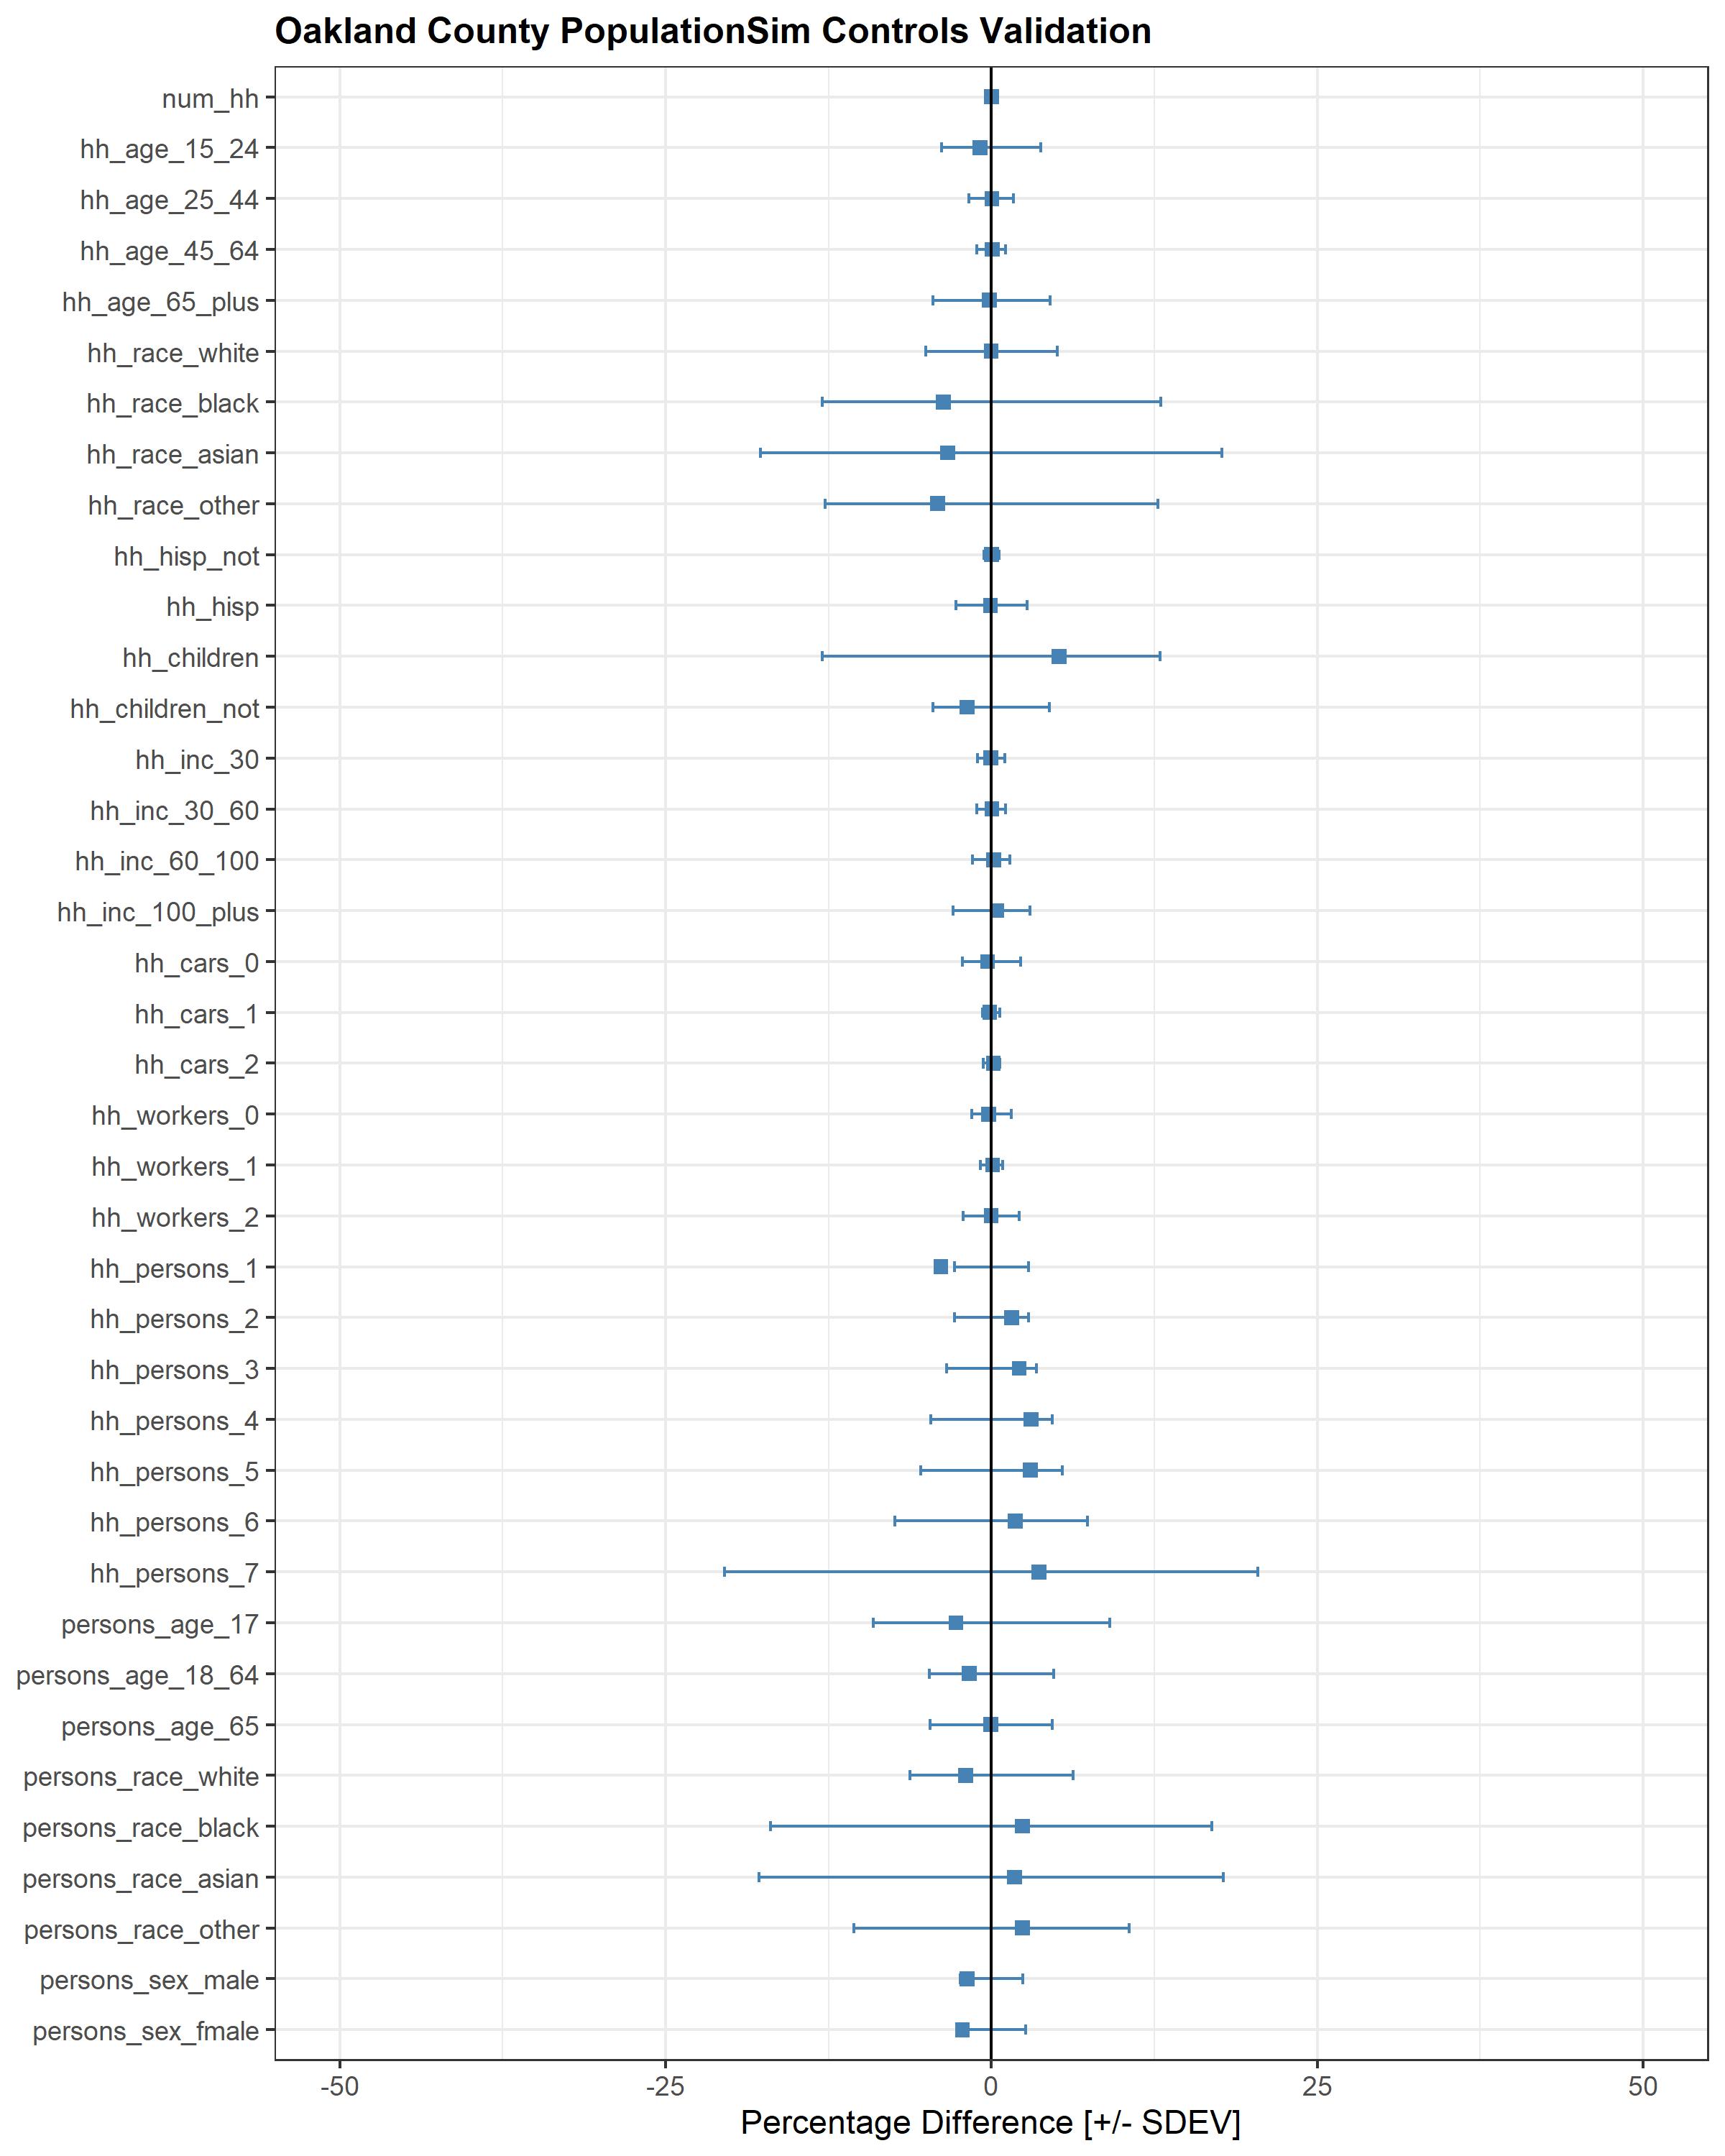 Oakland County PopulationSim Controls Validation
num_hh
hh_age_15_24
hh_age_25_44
hh_age_45_64
hh_age_65_plus
hh_race_white
hh_race_black
hh_race_asian
hh_race_other
hh_hisp_not
hh_hisp
hh_children
hh_children_not
hh_inc_30
hh_inc_30_60
hh_inc_60_100
hh_inc_100_plus
hh_cars_0
hh_cars_1
hh_cars_2
hh_workers_0
hh_workers_1
hh_workers_2
hh_persons_1
hh_persons_2
hh_persons_3
hh_persons_4
hh_persons_5
hh_persons_6
hh_persons_7
persons_age_17
persons_age_18_64
persons_age_65
persons_race_white
persons_race_black
persons_race_asian
persons_race_other
persons_sex_male
persons_sex_fmale
-50 -25 0 25 50
Percentage Difference [+/- SDEV]